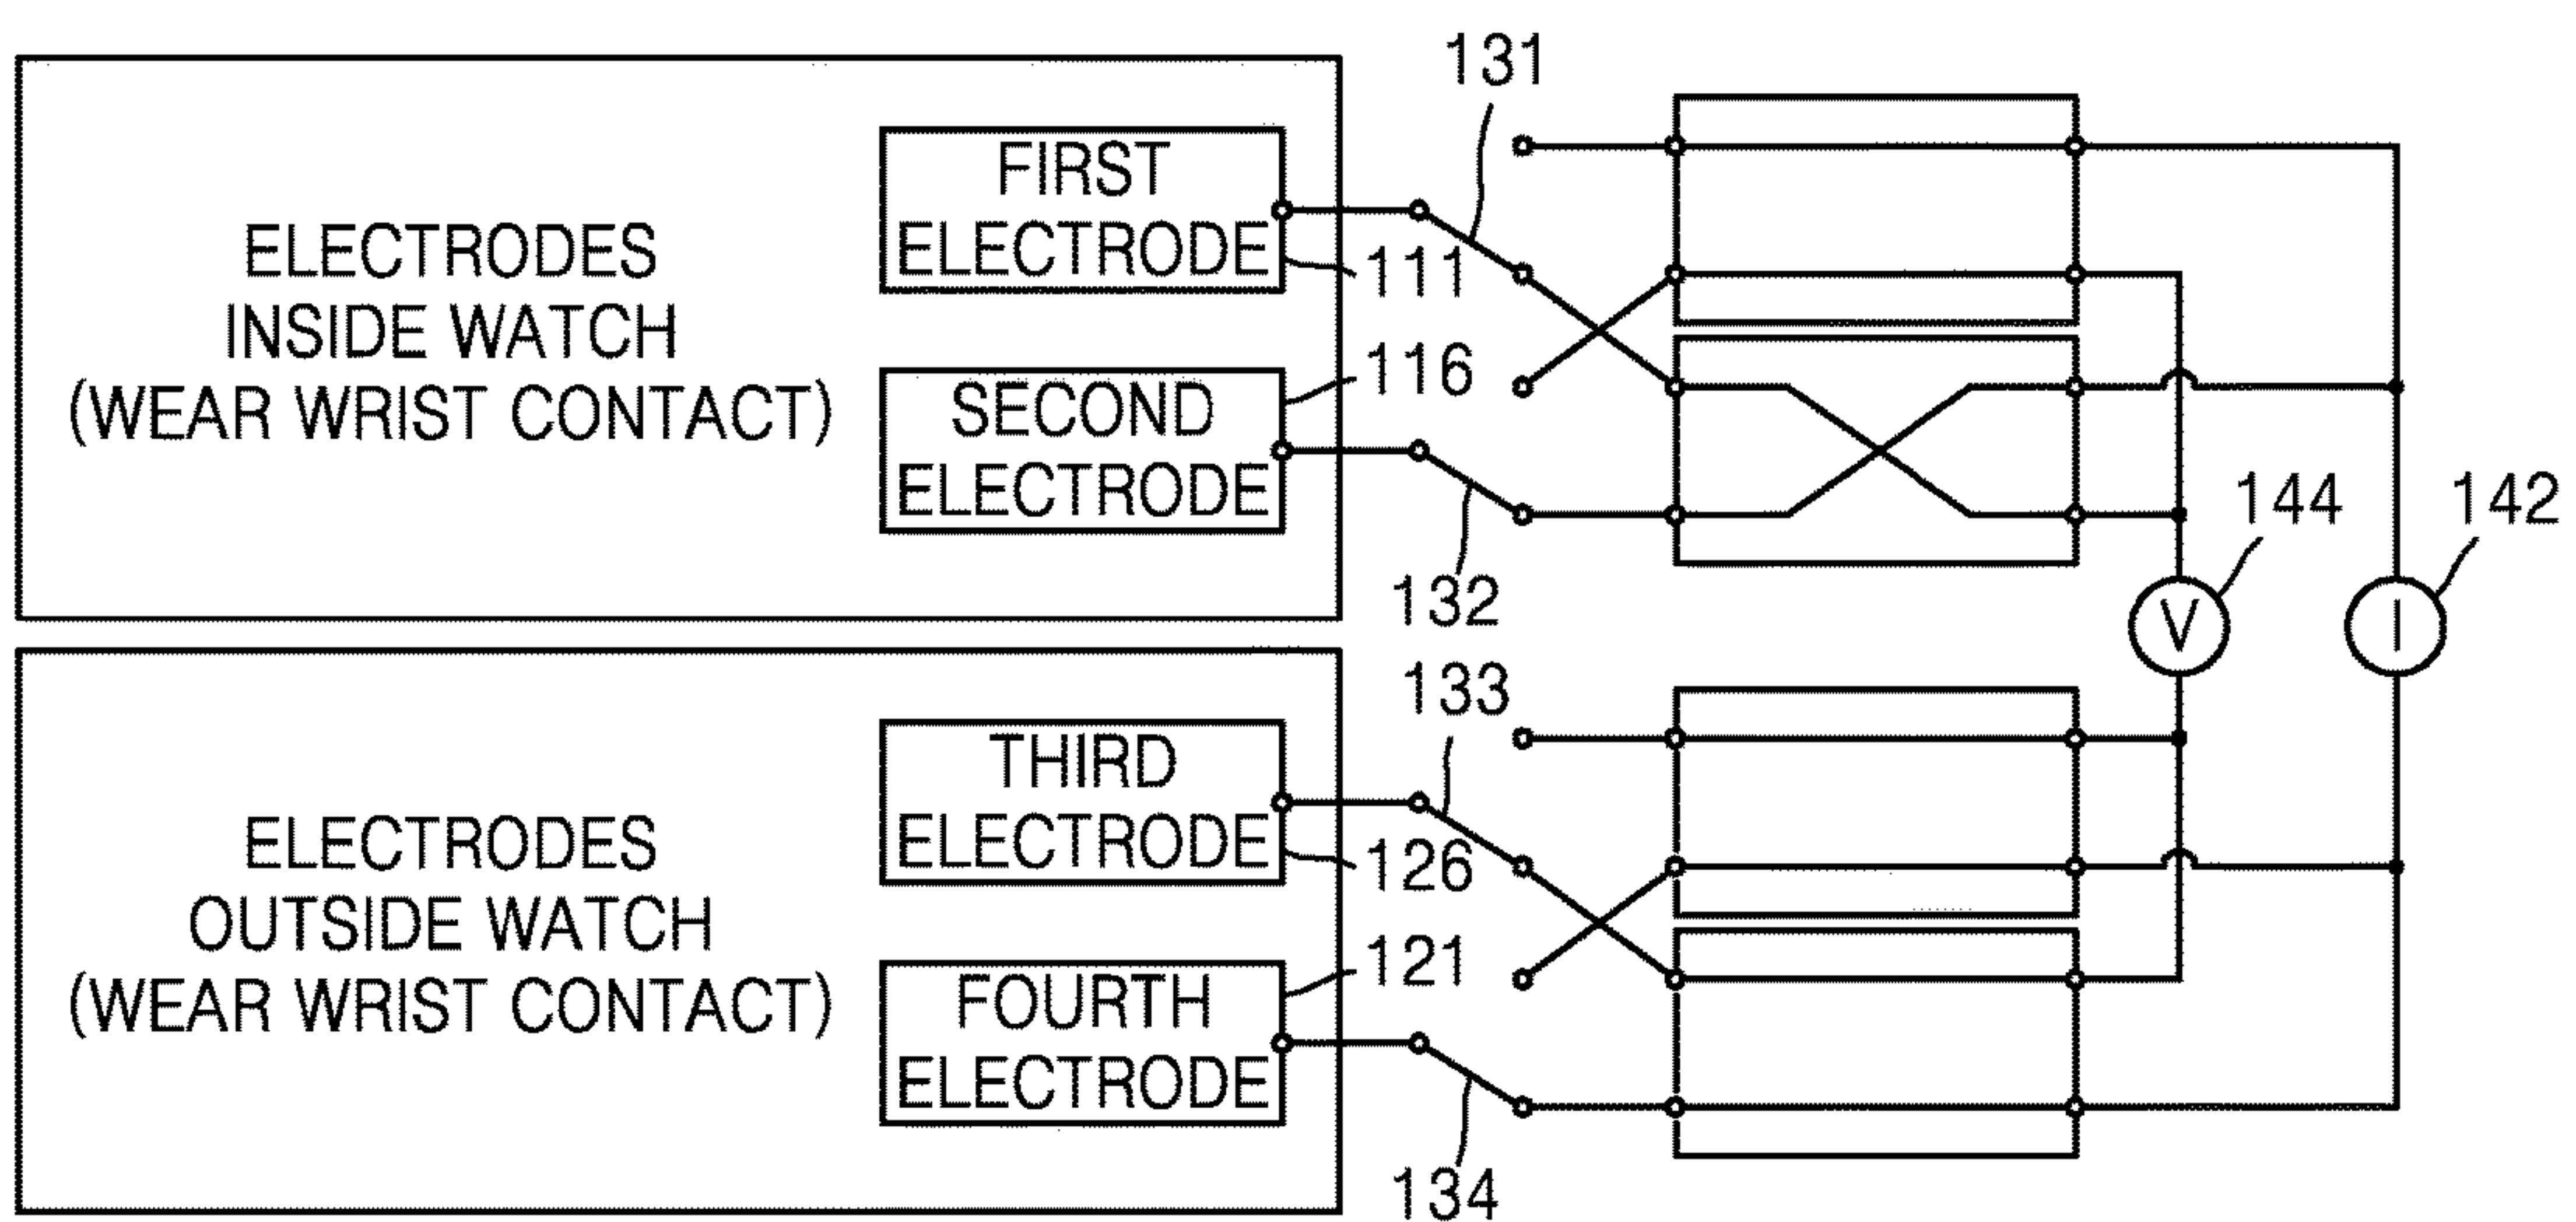 131
FIRST
ELECTRODE
111
ELECTRODES
INSIDE WATCH
(WEAR WRIST CONTACT)
116
SECOND
ELECTRODE
132
144
142
V
I
133
THIRD
ELECTRODE
126
ELECTRODES
OUTSIDE WATCH
(WEAR WRIST CONTACT)
121
FOURTH
ELECTRODE
134